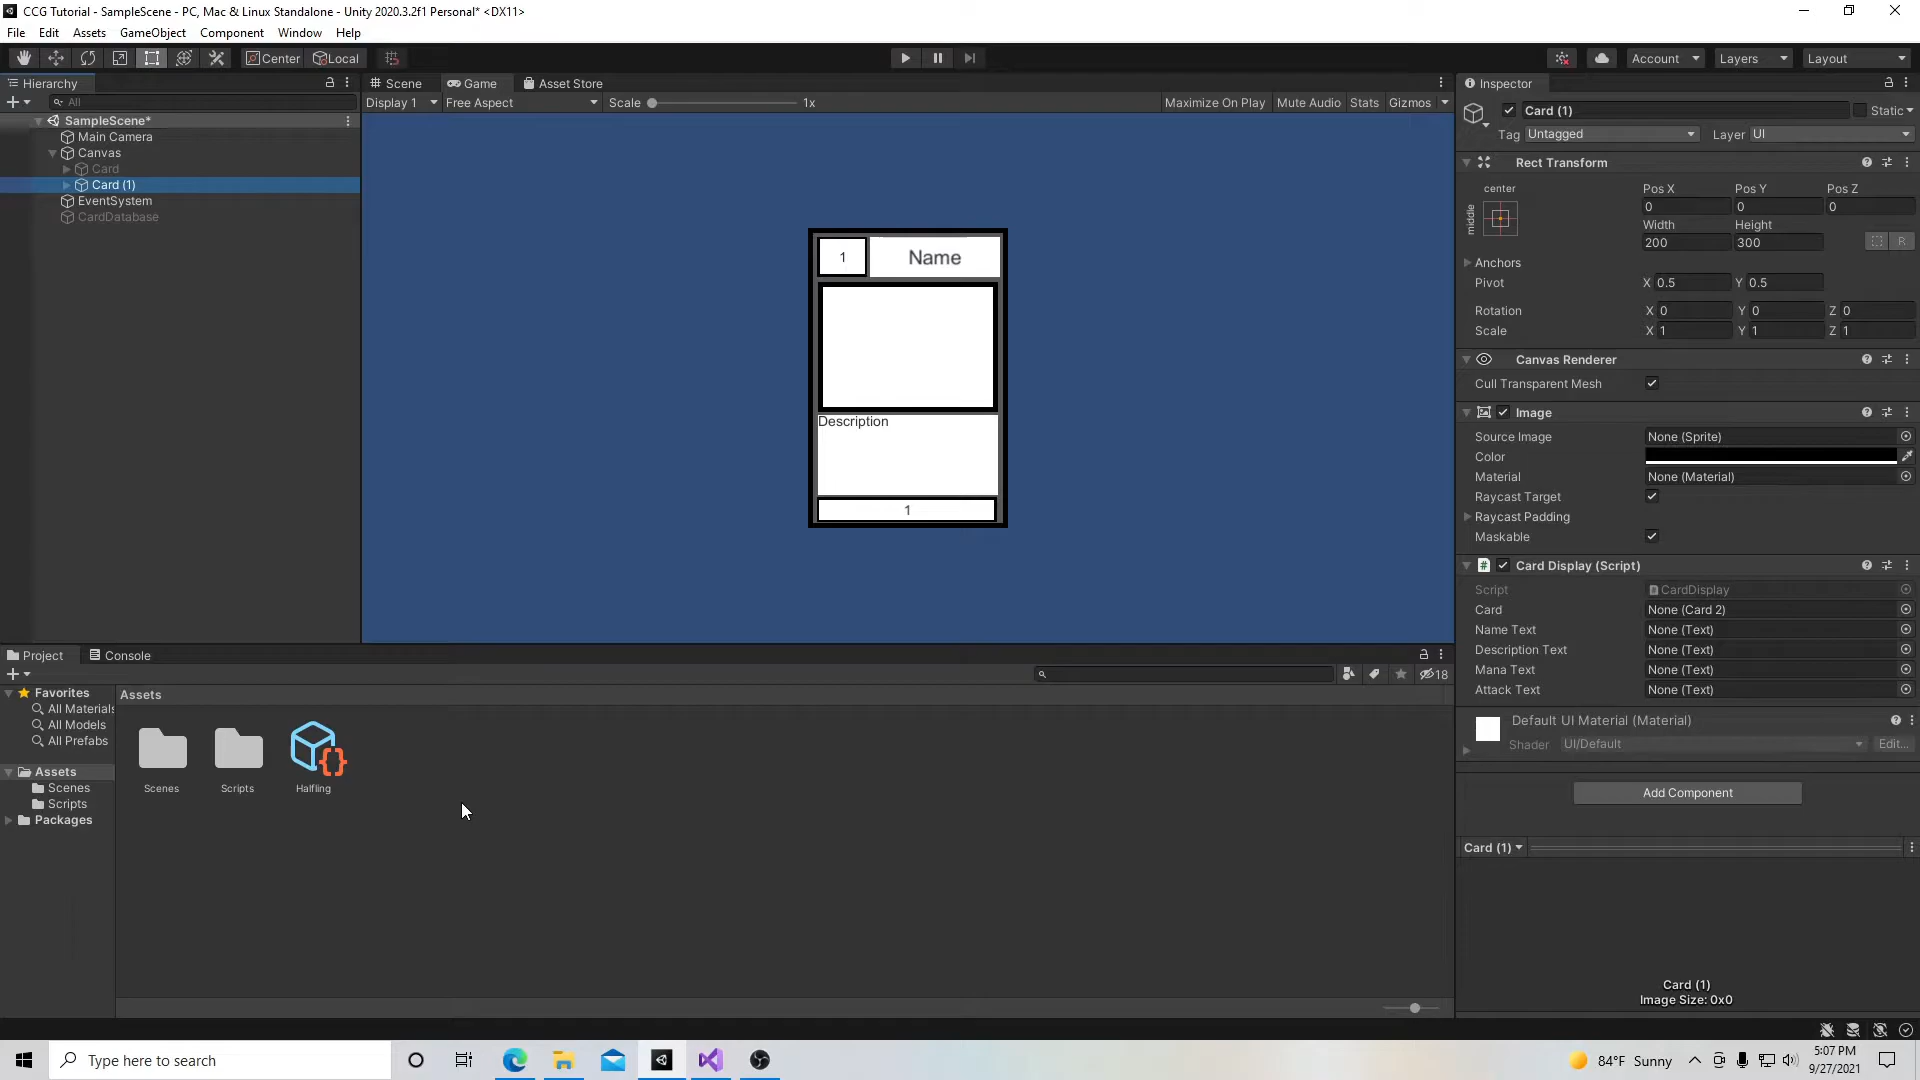 CCG Tutorial - SampleScene - PC, Mac & Linux Standalone - Unity 2020.3.2f1 Personal* <DX11>
File Edit Assets GameObject Component Window Help
Center Local Account Layers Layout
Hierarchy
All
SampleScene*
Main Camera
Canvas
Card
Card (1)
EventSystem
CardDatabase
Scene Game Asset Store
Display 1 Free Aspect Scale 1x Maximize On Play Mute Audio Stats Gizmos
1 Name
Description
1
Inspector
Card (1) Static
Tag Untagged Layer UI
Rect Transform
center
middle
Pos X Pos Y Pos Z
0 0 0
Width Height
200 300 R
Anchors
Pivot X 0.5 Y 0.5
Rotation X 0 Y 0 Z 0
Scale X 1 Y 1 Z 1
Canvas Renderer
Cull Transparent Mesh
Image
Source Image None (Sprite)
Color
Material None (Material)
Raycast Target
Raycast Padding
Maskable
# Card Display (Script)
Script CardDisplay
Card None (Card 2)
Name Text None (Text)
Description Text None (Text)
Mana Text None (Text)
Attack Text None (Text)
Default UI Material (Material)
Shader UI/Default Edit...
Add Component
Card (1)
Card (1)
Image Size: 0x0
Project Console
18
Favorites
All Materials
All Models
All Prefabs
Assets
Scenes
Scripts
Packages
Assets
Scenes Scripts Halfling
Type here to search
84°F Sunny
5:07 PM
9/27/2021